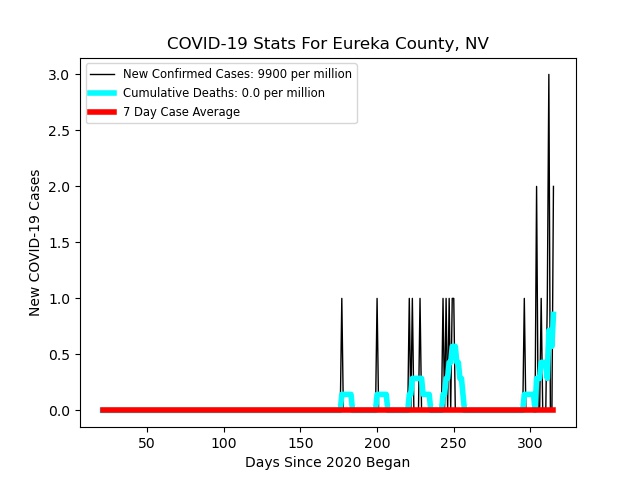 COVID-19 Stats For Eureka County, NV
New Confirmed Cases: 9900 per million
Cumulative Deaths: 0.0 per million
7 Day Case Average
New COVID-19 Cases
3.0
2.5
2.0
1.5
1.0
0.5
0.0
50 100 150 200 250 300
Days Since 2020 Began